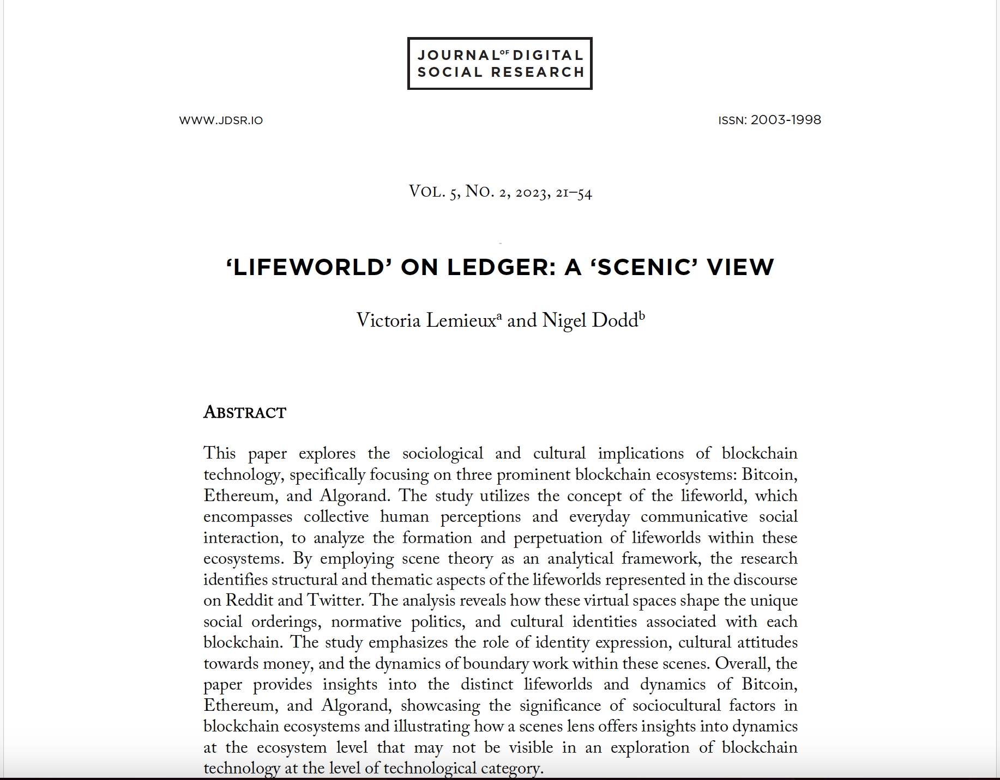 JOURNAL OF DIGITAL
SOCIAL RESEARCH
WWW.JDSR.IO
ISSN: 2003-1998
VOL. 5, NO. 2, 2023, 21–54
-
‘LIFEWORLD’ ON LEDGER: A ‘SCENIC’ VIEW
Victoria Lemieuxᵃ and Nigel Doddᵇ
ABSTRACT
This paper explores the sociological and cultural implications of blockchain
technology, specifically focusing on three prominent blockchain ecosystems: Bitcoin,
Ethereum, and Algorand. The study utilizes the concept of the lifeworld, which
encompasses collective human perceptions and everyday communicative social
interaction, to analyze the formation and perpetuation of lifeworlds within these
ecosystems. By employing scene theory as an analytical framework, the research
identifies structural and thematic aspects of the lifeworlds represented in the discourse
on Reddit and Twitter. The analysis reveals how these virtual spaces shape the unique
social orderings, normative politics, and cultural identities associated with each
blockchain. The study emphasizes the role of identity expression, cultural attitudes
towards money, and the dynamics of boundary work within these scenes. Overall, the
paper provides insights into the distinct lifeworlds and dynamics of Bitcoin,
Ethereum, and Algorand, showcasing the significance of sociocultural factors in
blockchain ecosystems and illustrating how a scenes lens offers insights into dynamics
at the ecosystem level that may not be visible in an exploration of blockchain
technology at the level of technological category.